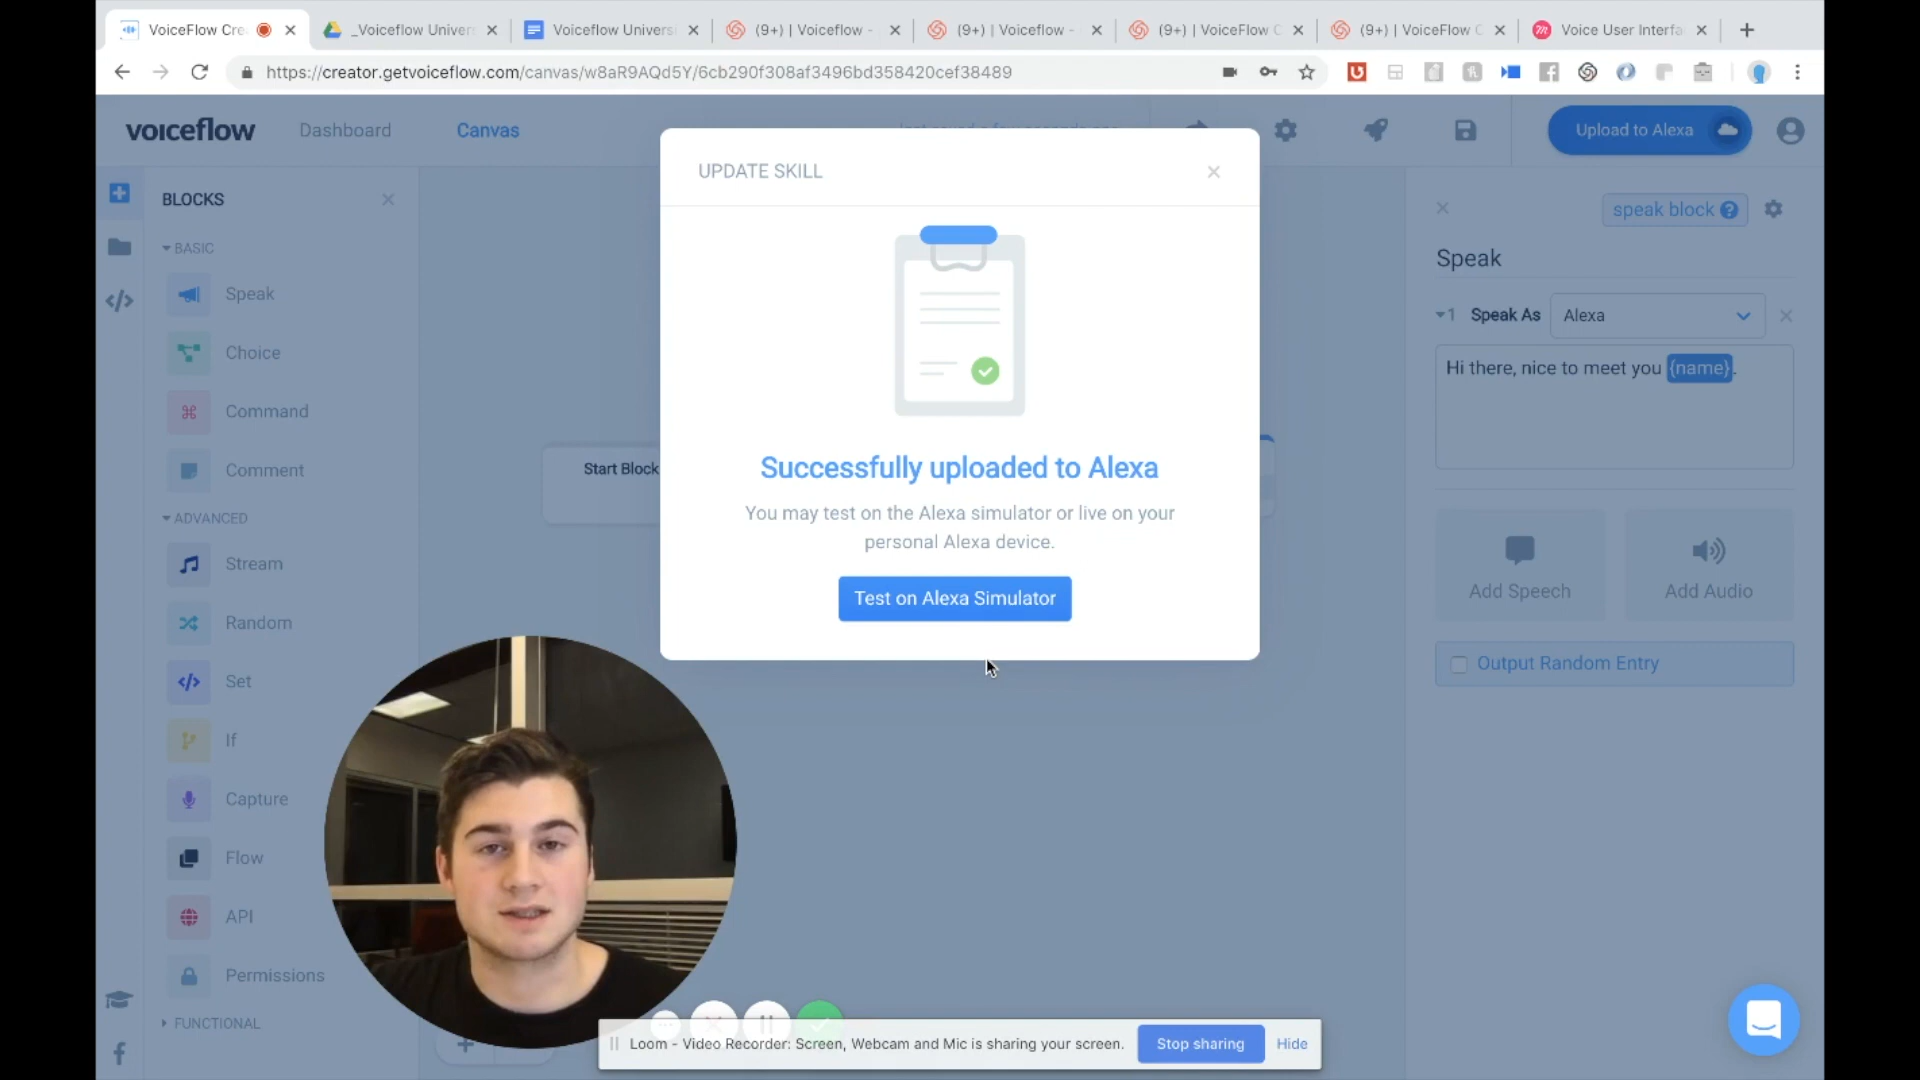 VoiceFlow Cre
_Voiceflow Univer
Voiceflow Univers
(9+) | Voiceflow -
(9+) | Voiceflow -
(9+) | VoiceFlow C
(9+) | VoiceFlow C
Voice User Interfa
https://creator.getvoiceflow.com/canvas/w8aR9AQd5Y/6cb290f308af3496bd358420cef38489
voiceflow
Dashboard
Canvas
Upload to Alexa
UPDATE SKILL
BLOCKS
BASIC
Speak
Choice
Command
Comment
ADVANCED
Stream
Random
Set
If
Capture
Flow
API
Permissions
FUNCTIONAL
Start Block
Successfully uploaded to Alexa
You may test on the Alexa simulator or live on your
personal Alexa device.
Test on Alexa Simulator
speak block
Speak
1 Speak As Alexa
Hi there, nice to meet you {name}.
Add Speech
Add Audio
Output Random Entry
Loom - Video Recorder: Screen, Webcam and Mic is sharing your screen.
Stop sharing
Hide